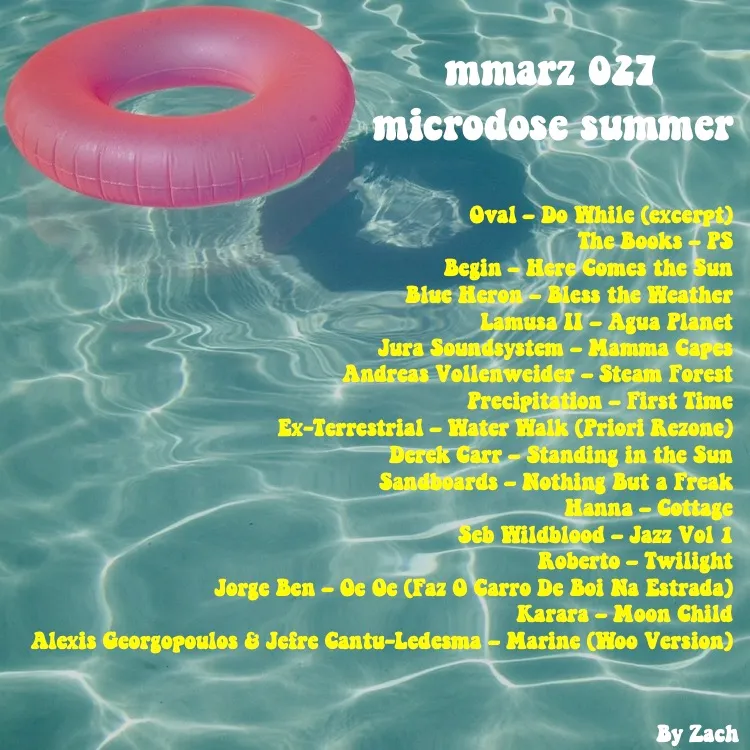 mmarz 027
microdose summer
Oval – Do While (excerpt)
The Books – PS
Begin – Here Comes the Sun
Blue Heron – Bless the Weather
Lamusa II – Agua Planet
Jura Soundsystem – Mamma Capes
Andreas Vollenweider – Steam Forest
Precipitation – First Time
Ex-Terrestrial – Water Walk (Priori Rezone)
Derek Carr – Standing in the Sun
Sandboards – Nothing But a Freak
Hanna – Cottage
Seb Wildblood – Jazz Vol 1
Roberto – Twilight
Jorge Ben – Oe Oe (Faz O Carro De Boi Na Estrada)
Karara – Moon Child
Alexis Georgopoulos & Jefre Cantu-Ledesma – Marine (Woo Version)
By Zach